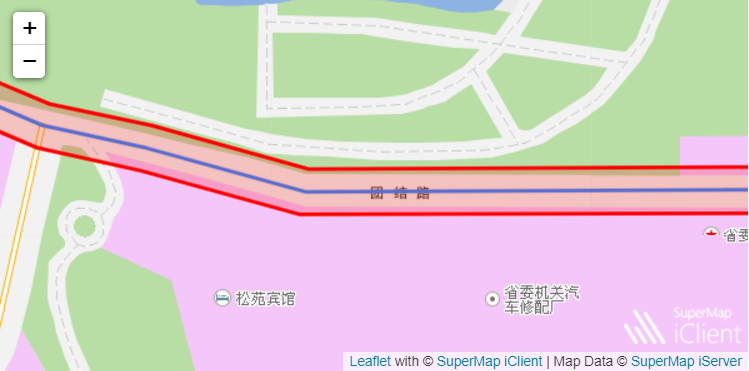 +
−
团 结 路
省委
松苑宾馆
省委机关汽
车修配厂
SuperMap
iClient
Leaflet with © SuperMap iClient | Map Data © SuperMap iServer